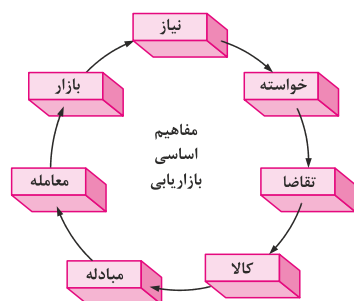 نیاز
خواسته
تقاضا
کالا
مبادله
معامله
بازار
مفاهیم
اساسی
بازاریابی